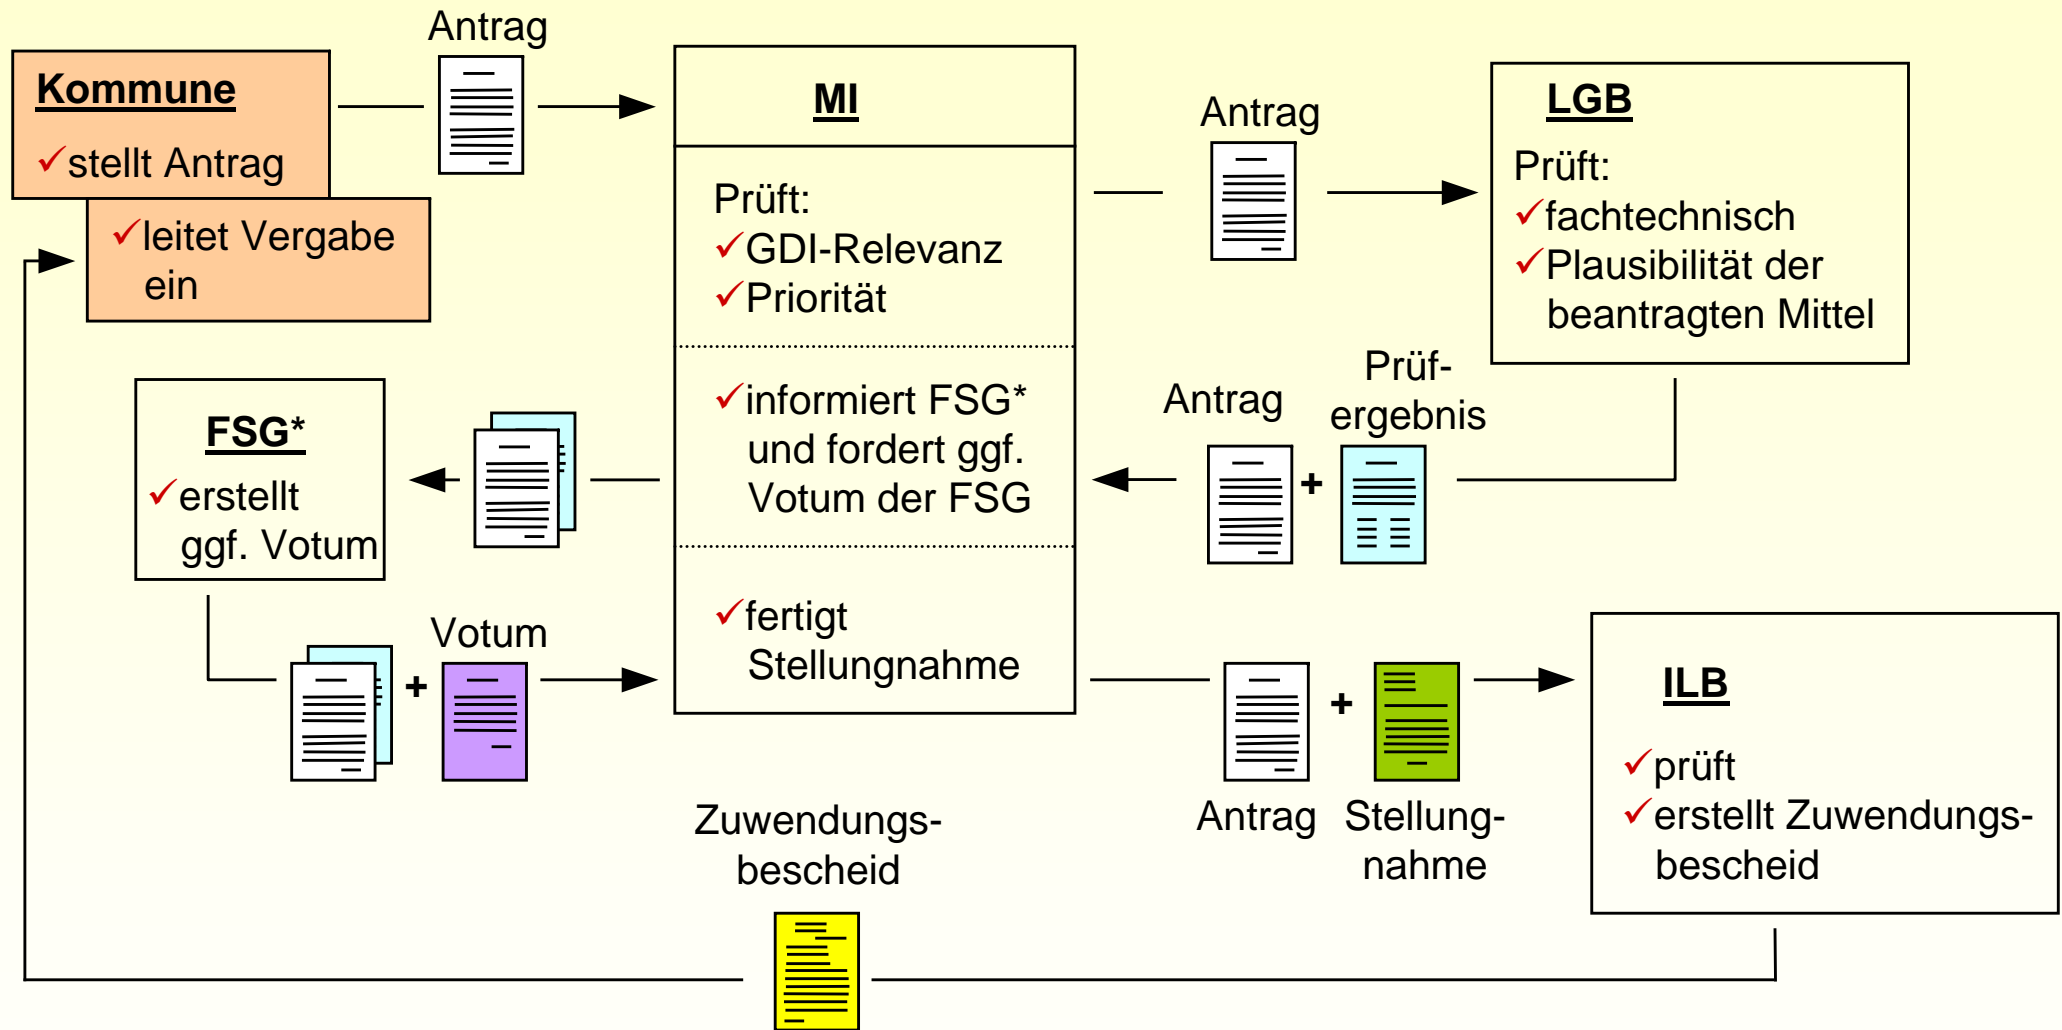 Antrag
Kommune
stellt Antrag
leitet Vergabe
ein
MI
Prüft:
GDI-Relevanz
Priorität
informiert FSG*
und fordert ggf.
Votum der FSG
fertigt
Stellungnahme
Antrag
LGB
Prüft:
fachtechnisch
Plausibilität der
beantragten Mittel
Antrag
+
Prüf-
ergebnis
FSG*
erstellt
ggf. Votum
+
Votum
+
Antrag
Stellung-
nahme
ILB
prüft
erstellt Zuwendungs-
bescheid
Zuwendungs-
bescheid